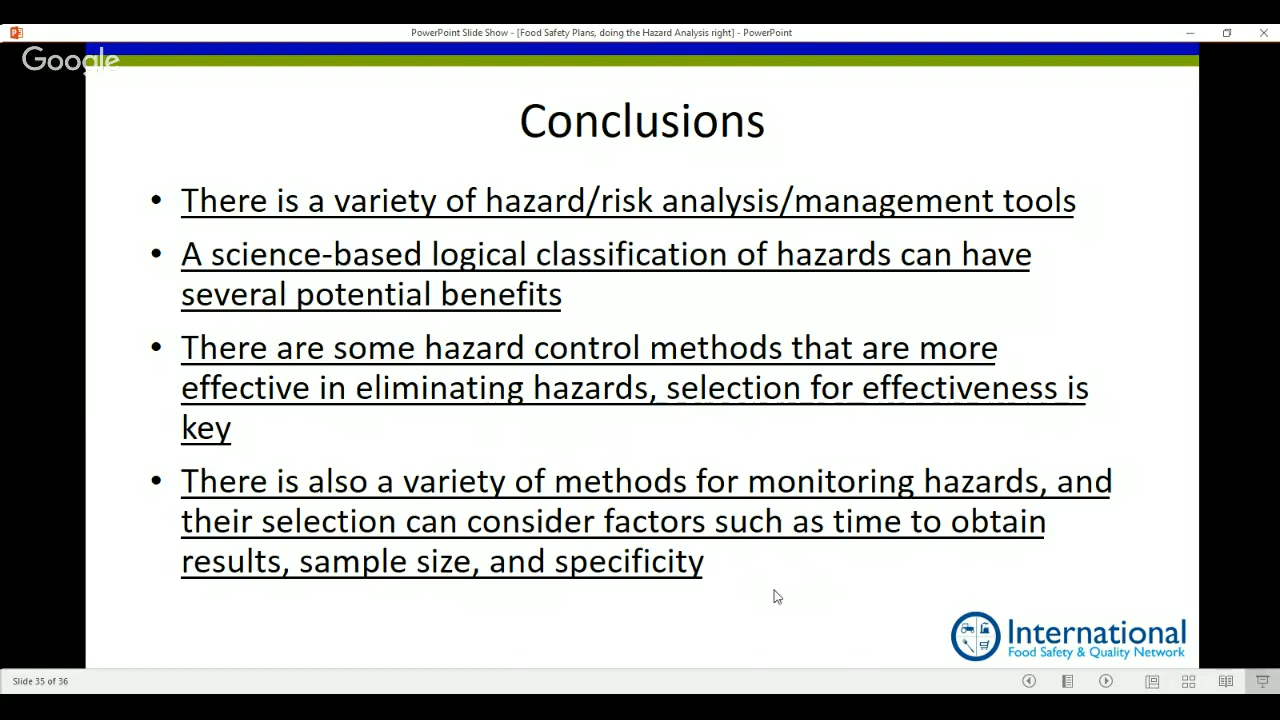 PowerPoint Slide Show - [Food Safety Plans, doing the Hazard Analysis right] - PowerPoint
Google
Conclusions
• There is a variety of hazard/risk analysis/management tools
• A science-based logical classification of hazards can have
several potential benefits
• There are some hazard control methods that are more
effective in eliminating hazards, selection for effectiveness is
key
• There is also a variety of methods for monitoring hazards, and
their selection can consider factors such as time to obtain
results, sample size, and specificity
International
Food Safety & Quality Network
Slide 35 of 36